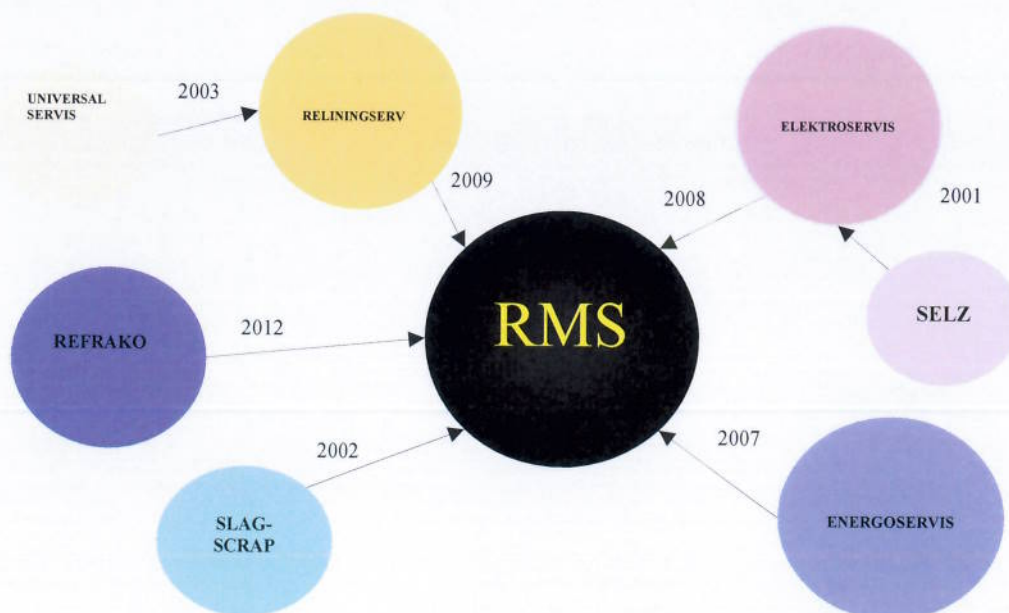 UNIVERSAL
SERVIS
2003
RELININGSERV
ELEKTROSERVIS
2009
2008
2001
SELZ
RMS
REFRAKO
2012
2002
2007
SLAG-
SCRAP
ENERGOSERVIS